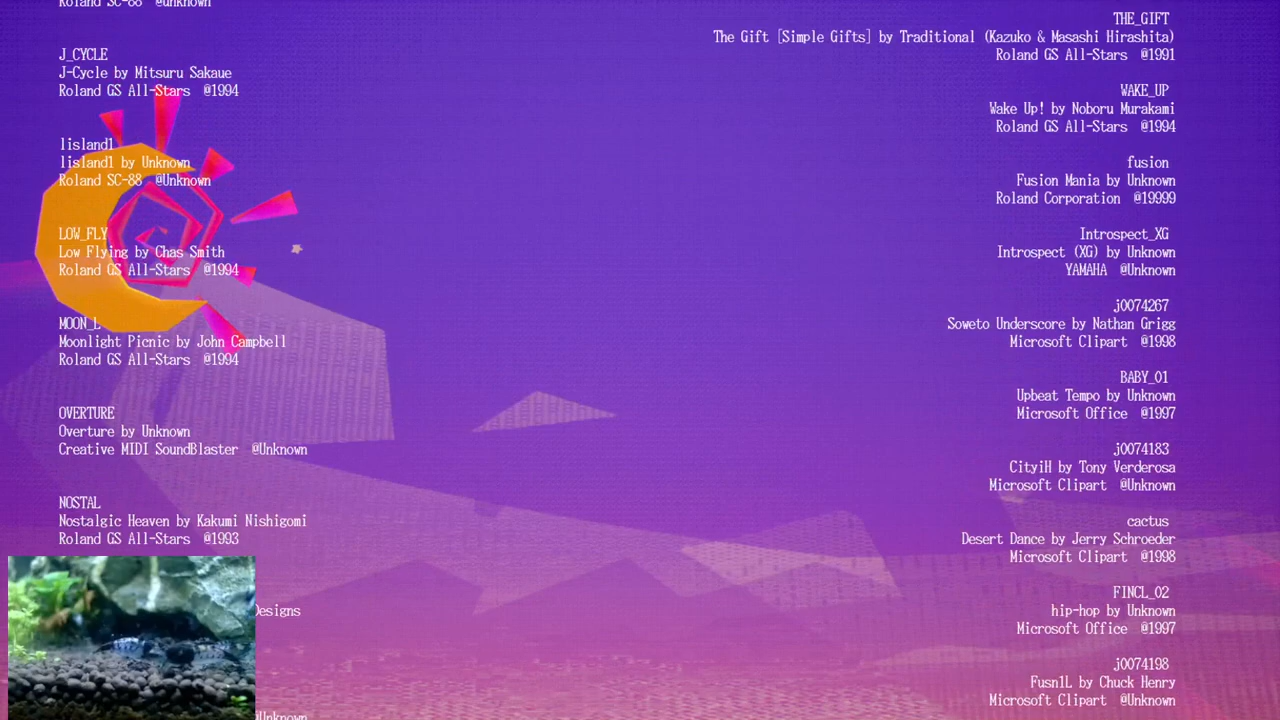 Roland SC-88  @unknown
J_CYCLE
J-Cycle by Mitsuru Sakaue
Roland GS All-Stars  @1994
lisland1
lisland1 by Unknown
Roland SC-88  @Unknown
LOW_FLY
Low Flying by Chas Smith
Roland GS All-Stars  @1994
MOON_L
Moonlight Picnic by John Campbell
Roland GS All-Stars  @1994
OVERTURE
Overture by Unknown
Creative MIDI SoundBlaster  @Unknown
NOSTAL
Nostalgic Heaven by Kakumi Nishigomi
Roland GS All-Stars  @1993
Designs
@Unknown
THE_GIFT
The Gift [Simple Gifts] by Traditional (Kazuko & Masashi Hirashita)
Roland GS All-Stars  @1991
WAKE_UP
Wake Up! by Noboru Murakami
Roland GS All-Stars  @1994
fusion
Fusion Mania by Unknown
Roland Corporation  @19999
Introspect_XG
Introspect (XG) by Unknown
YAMAHA  @Unknown
j0074267
Soweto Underscore by Nathan Grigg
Microsoft Clipart  @1998
BABY_01
Upbeat Tempo by Unknown
Microsoft Office  @1997
j0074183
CityiH by Tony Verderosa
Microsoft Clipart  @Unknown
cactus
Desert Dance by Jerry Schroeder
Microsoft Clipart  @1998
FINCL_02
hip-hop by Unknown
Microsoft Office  @1997
j0074198
Fusn1L by Chuck Henry
Microsoft Clipart  @Unknown